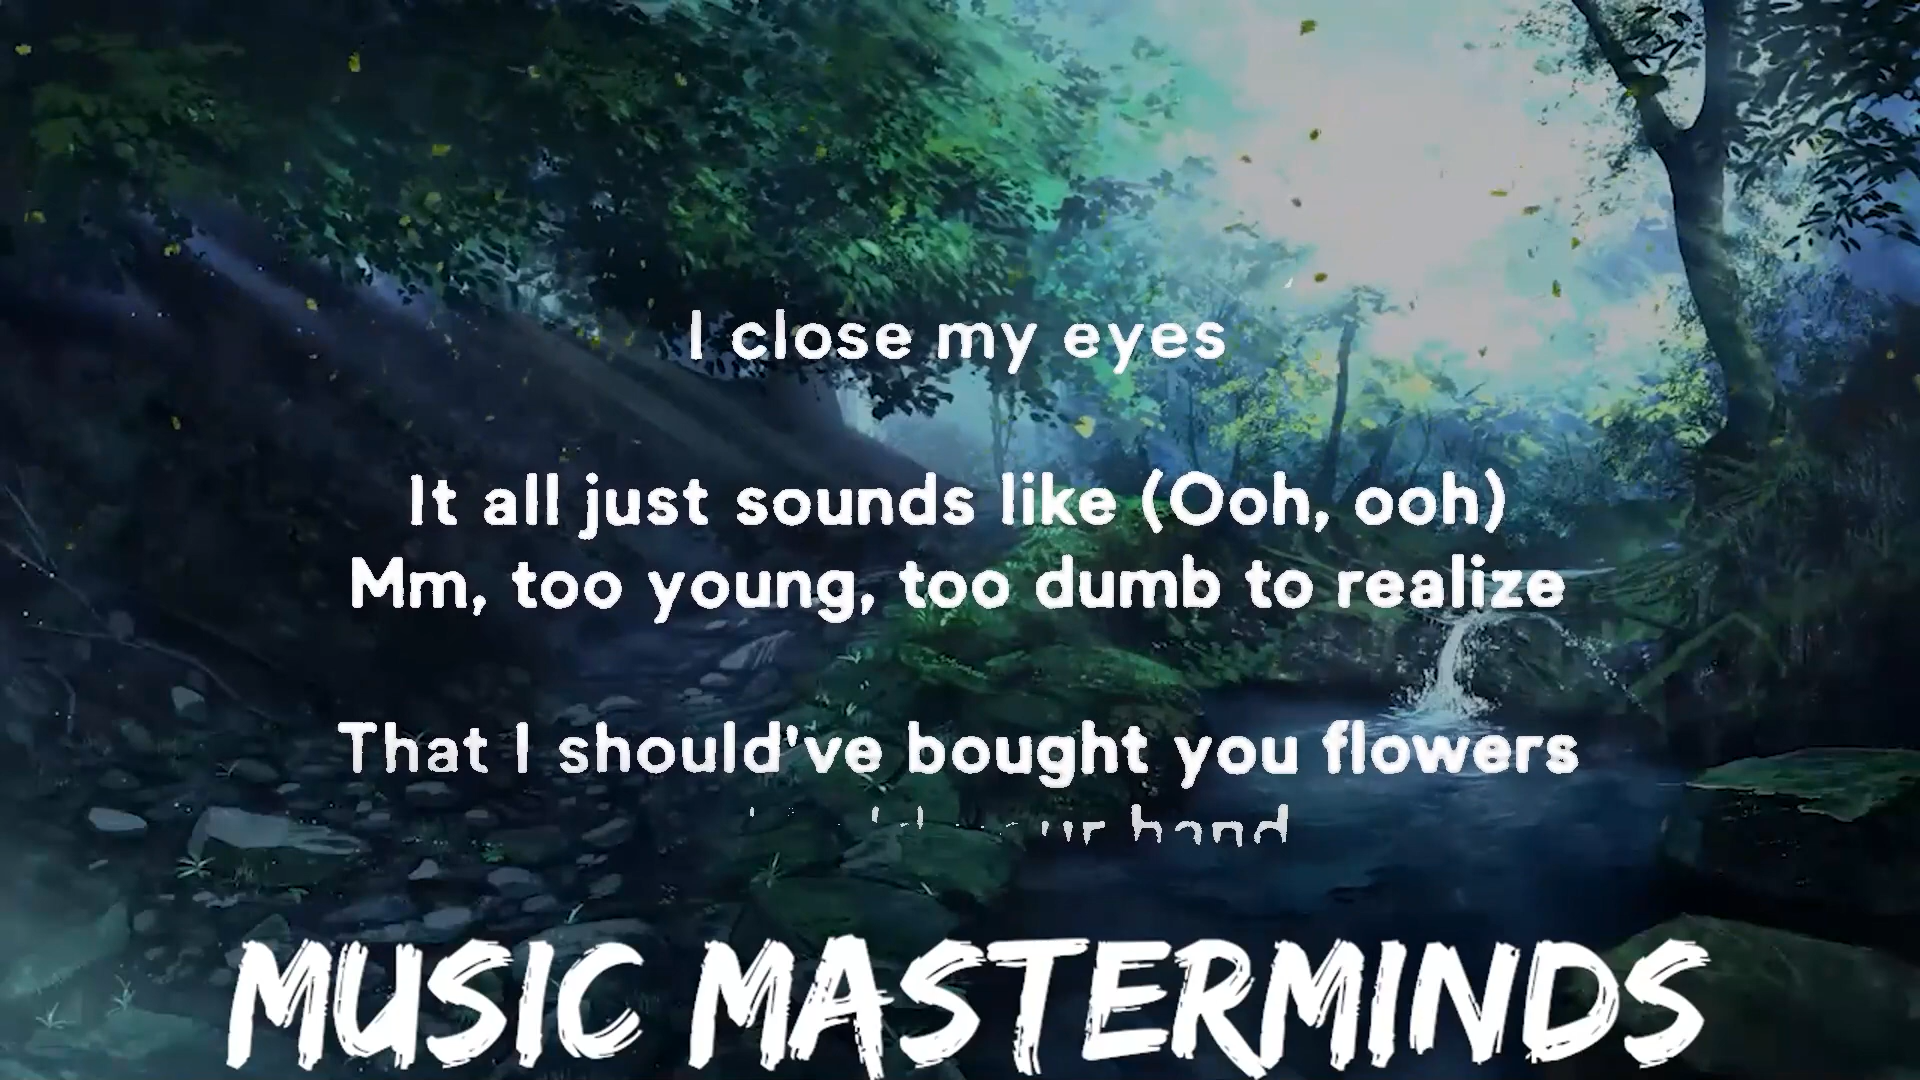 I close my eyes
It all just sounds like (Ooh, ooh)
Mm, too young, too dumb to realize
That I should've bought you flowers
hand
MUSIC MASTERMINDS